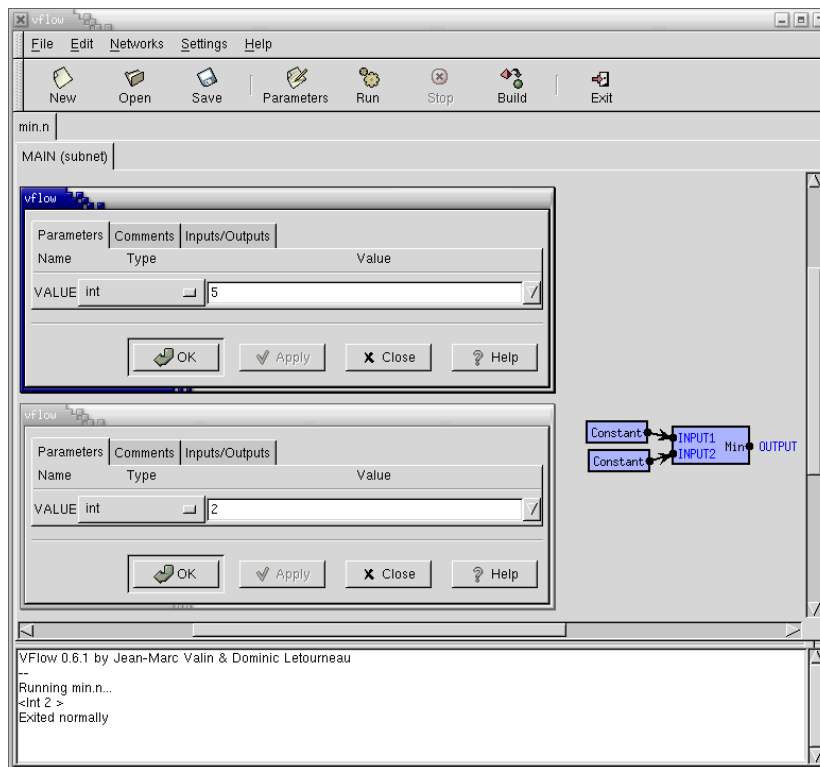 vflow
File Edit Networks Settings Help
New Open Save Parameters Run Stop Build Exit
min.n
MAIN (subnet)
vflow
Parameters Comments Inputs/Outputs
Name Type Value
VALUE int 5
OK Apply Close Help
vflow
Parameters Comments Inputs/Outputs
Name Type Value
VALUE int 2
OK Apply Close Help
Constant INPUT1 Min OUTPUT
Constant INPUT2
VFlow 0.6.1 by Jean-Marc Valin & Dominic Letourneau
--
Running min.n...
<Int 2 >
Exited normally